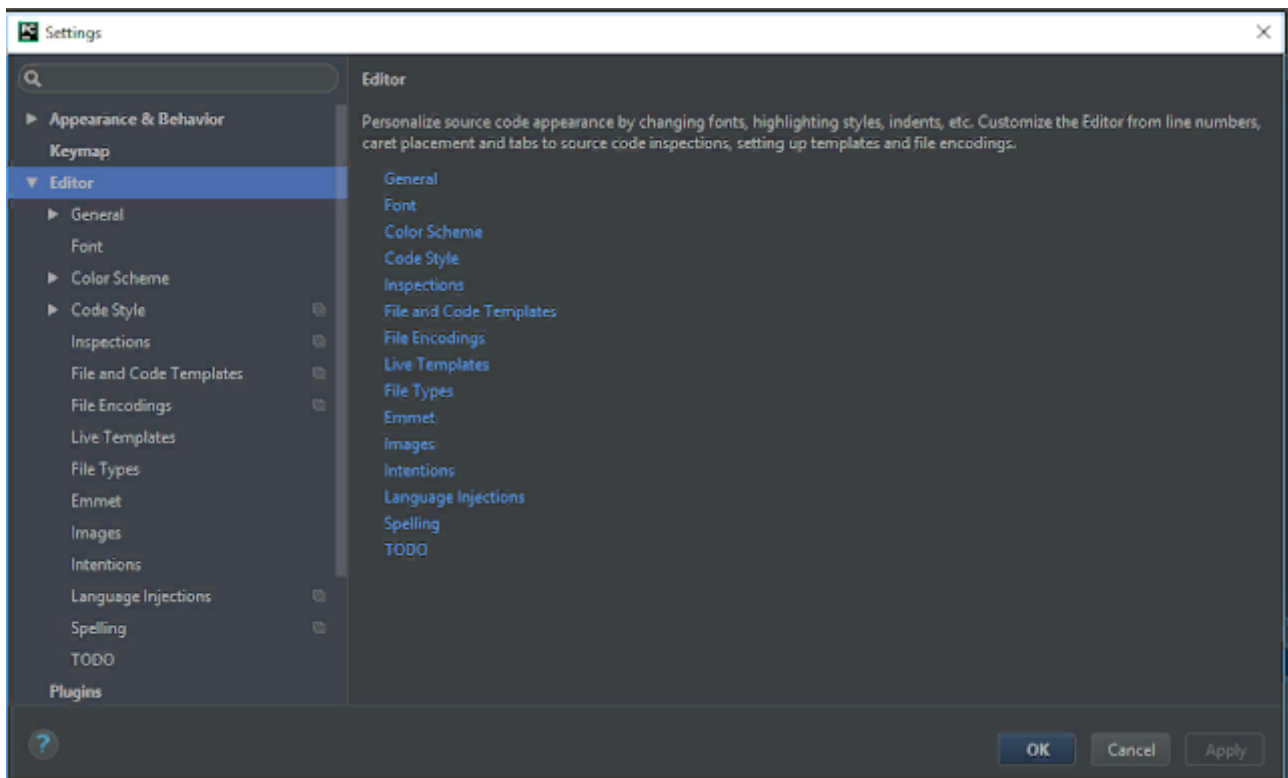 PC Settings
Appearance & Behavior
Keymap
Editor
General
Font
Color Scheme
Code Style
Inspections
File and Code Templates
File Encodings
Live Templates
File Types
Emmet
Images
Intentions
Language Injections
Spelling
TODO
Plugins
Editor
Personalize source code appearance by changing fonts, highlighting styles, indents, etc. Customize the Editor from line numbers,
caret placement and tabs to source code inspections, setting up templates and file encodings.
General
Font
Color Scheme
Code Style
Inspections
File and Code Templates
File Encodings
Live Templates
File Types
Emmet
Images
Intentions
Language Injections
Spelling
TODO
?
OK
Cancel
Apply